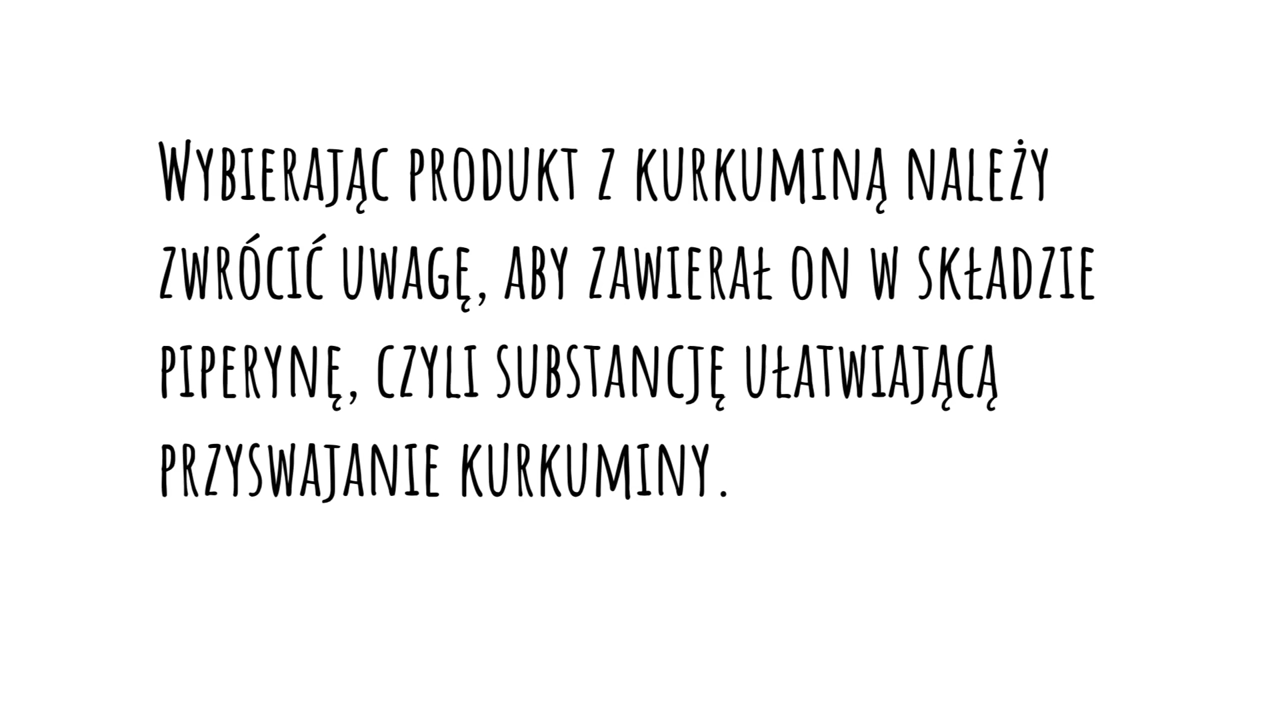 Wybierając produkt z kurkuminą należy
zwrócić uwagę, aby zawierał on w składzie
piperynę, czyli substancję ułatwiającą
przyswajanie kurkuminy.